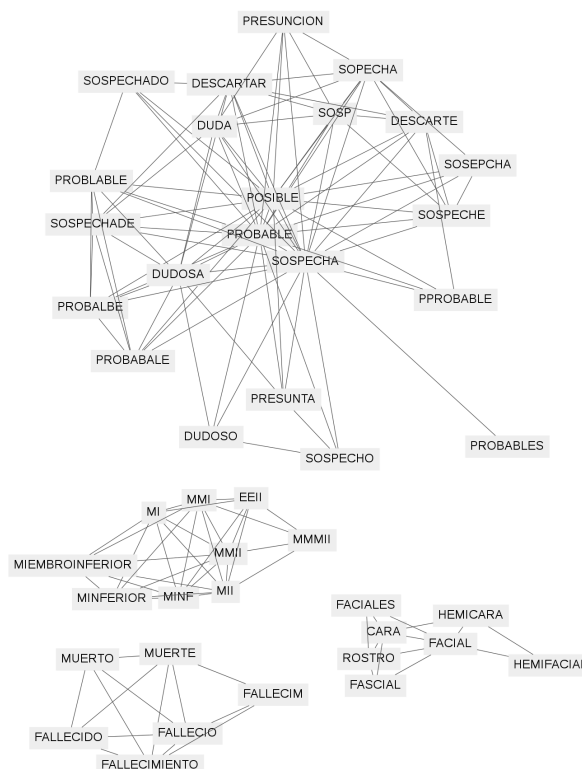 PRESUNCION
SOPECHA
SOSPECHADO
DESCARTAR
SOSP
DESCARTE
DUDA
SOSEPCHA
PROBLABLE
POSIBLE
SOSPECHE
SOSPECHADE
PROBABLE
SOSPECHA
DUDOSA
PPROBABLE
PROBALBE
PROBABALE
PRESUNTA
DUDOSO
PROBABLES
SOSPECHO
EEII
MMI
MI
MMMII
MMII
MIEMBROINFERIOR
MII
MINF
MINFERIOR
FACIALES
HEMICARA
CARA
FACIAL
ROSTRO
HEMIFACIAL
FASCIAL
MUERTE
MUERTO
FALLECIM
FALLECIO
FALLECIDO
FALLECIMIENTO